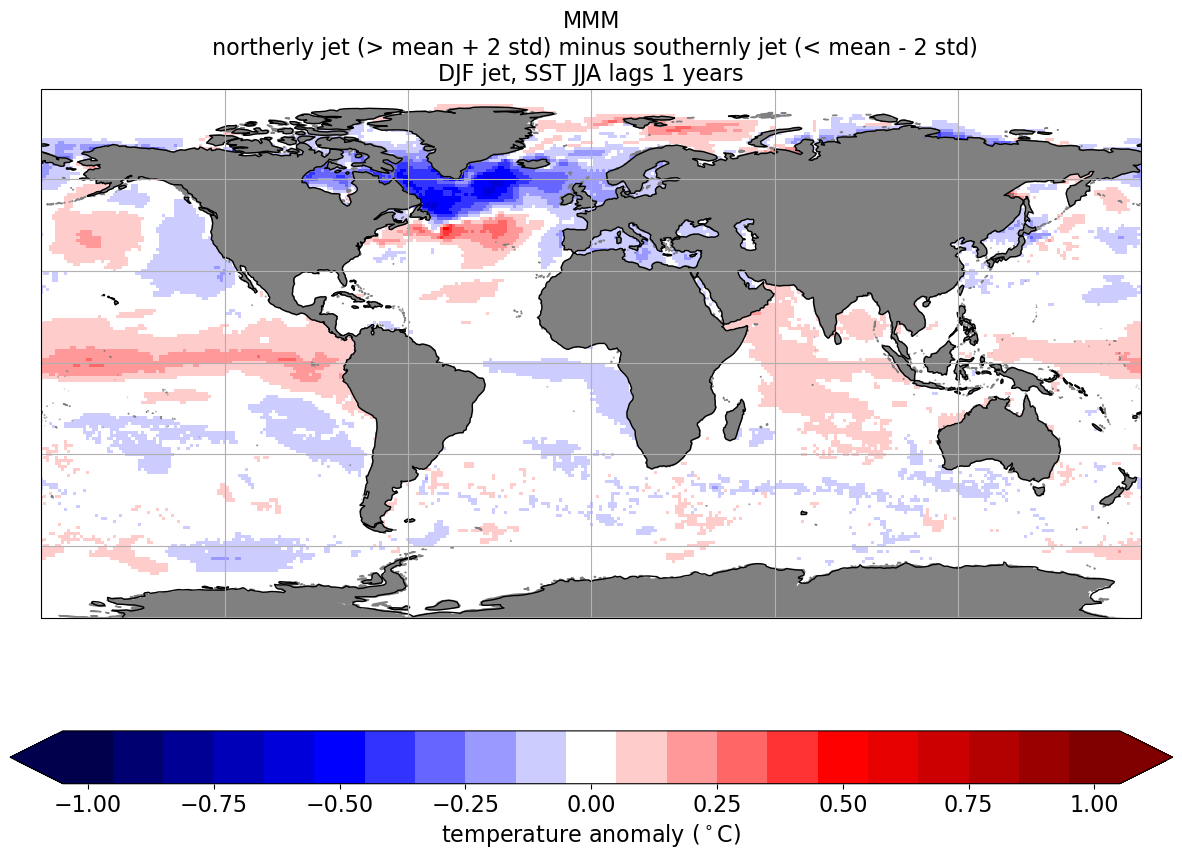 MMM
northerly jet (> mean + 2 std) minus southernly jet (< mean - 2 std)
DJF jet, SST JJA lags 1 years
−1.00 −0.75 −0.50 −0.25 0.00 0.25 0.50 0.75 1.00
temperature anomaly (°C)